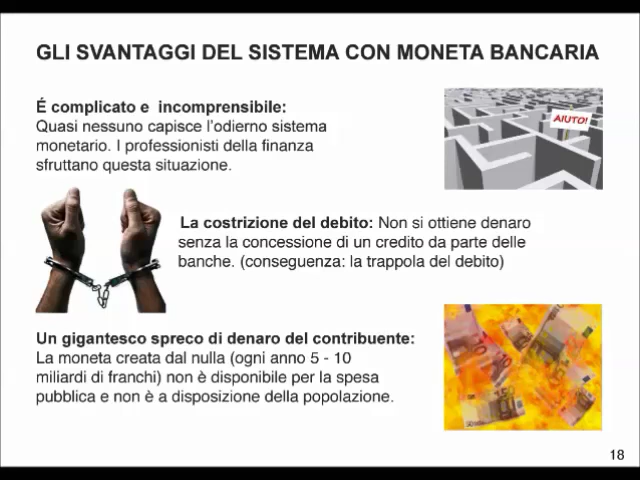 GLI SVANTAGGI DEL SISTEMA CON MONETA BANCARIA
É complicato e incomprensibile:
Quasi nessuno capisce l'odierno sistema
monetario. I professionisti della finanza
sfruttano questa situazione.
AIUTO!
La costrizione del debito: Non si ottiene denaro
senza la concessione di un credito da parte delle
banche. (conseguenza: la trappola del debito)
Un gigantesco spreco di denaro del contribuente:
La moneta creata dal nulla (ogni anno 5 - 10
miliardi di franchi) non è disponibile per la spesa
pubblica e non è a disposizione della popolazione.
18